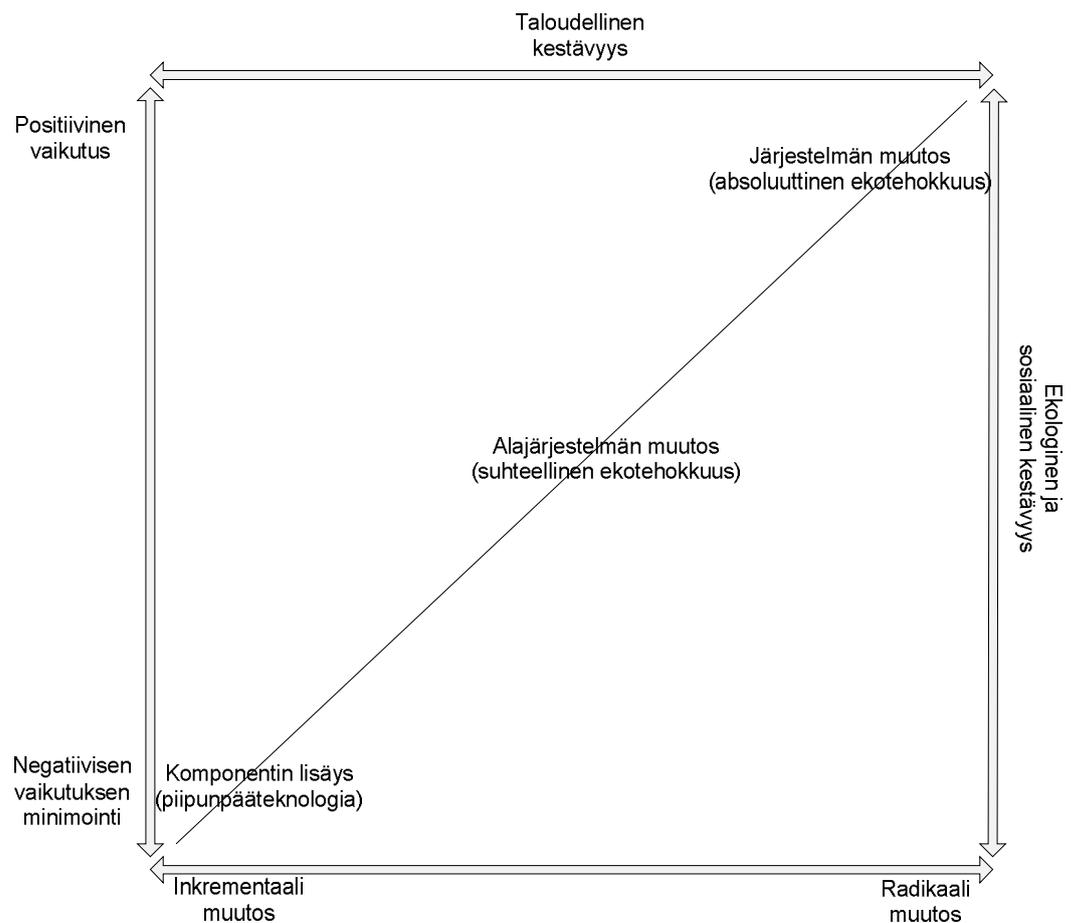 Taloudellinen
kestävyys
Positiivinen
vaikutus
Järjestelmän muutos
(absoluuttinen ekotehokkuus)
Ekologinen ja
sosiaalinen kestävyys
Alajärjestelmän muutos
(suhteellinen ekotehokkuus)
Negatiivisen
vaikutuksen
minimointi
Komponentin lisäys
(piipunpääteknologia)
Inkrementaali
muutos
Radikaali
muutos